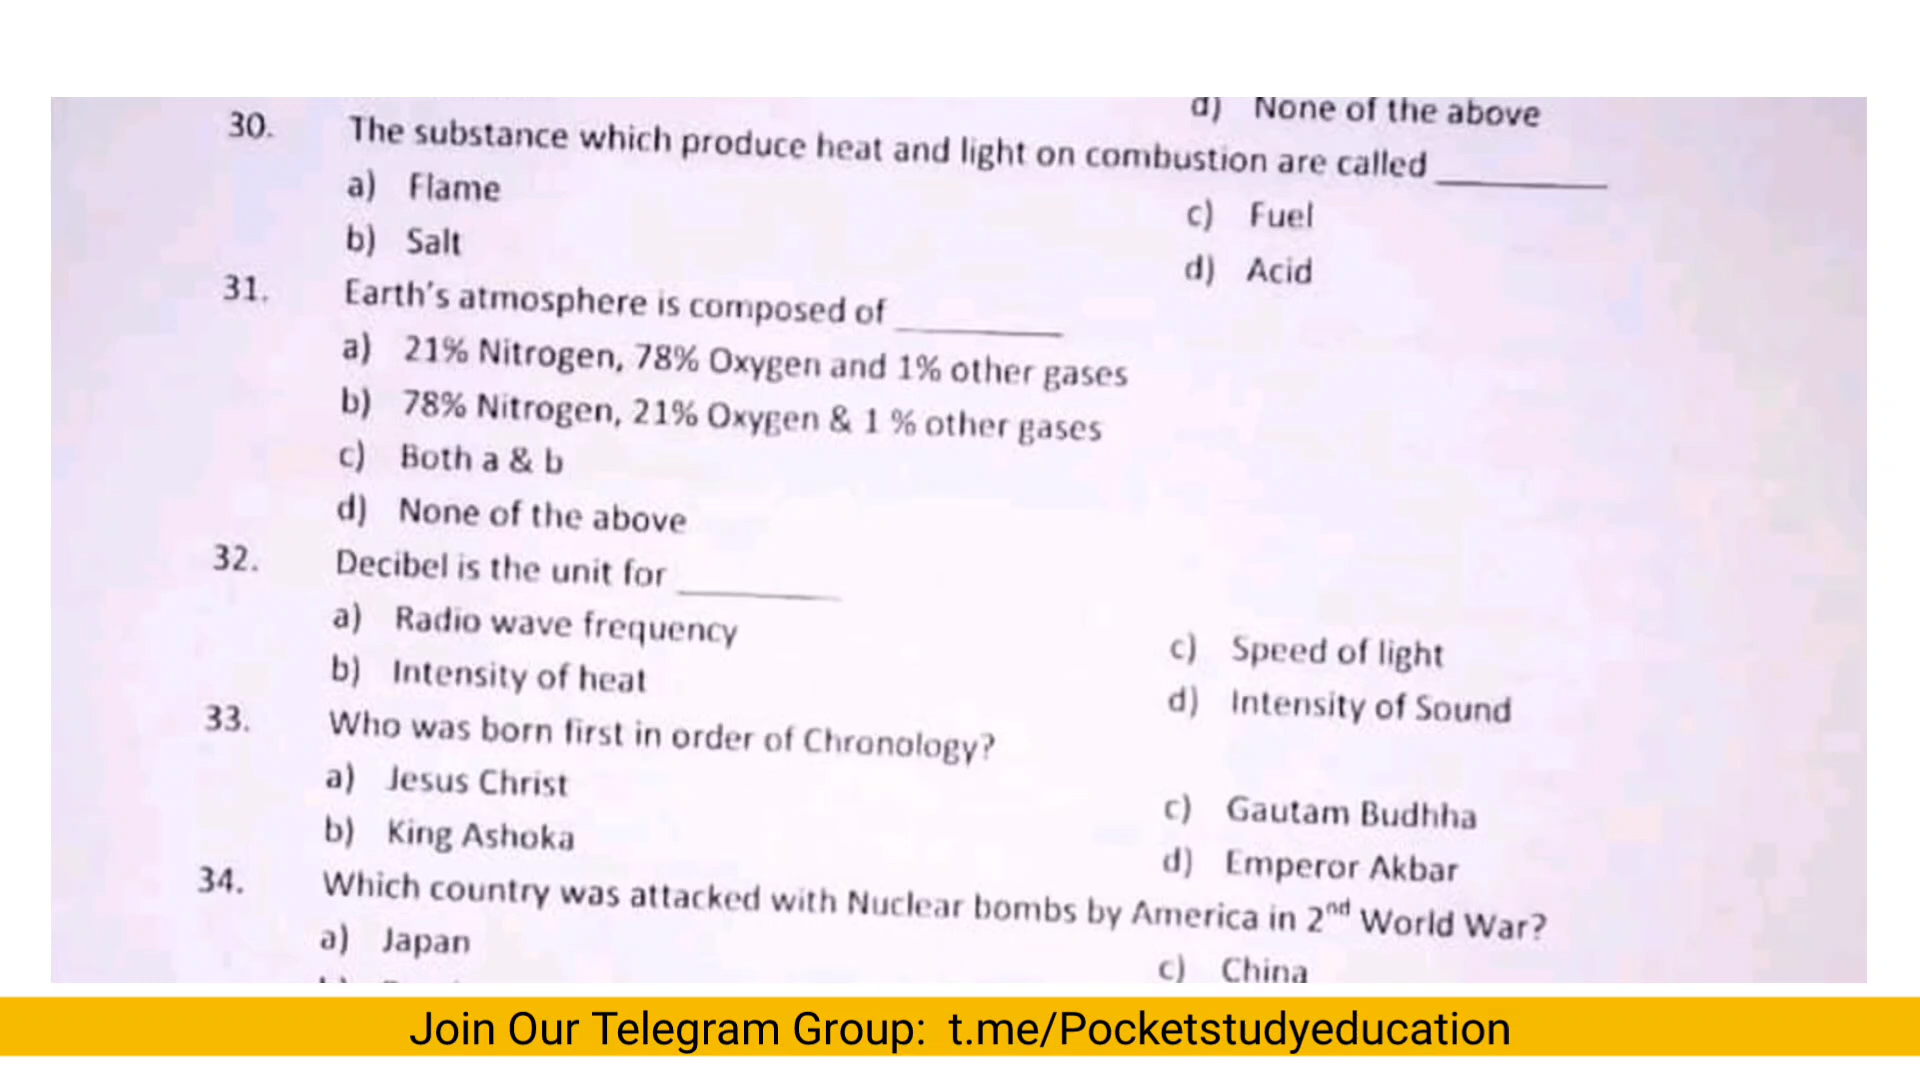 d) None of the above
30. The substance which produce heat and light on combustion are called ________
a) Flame
c) Fuel
b) Salt
d) Acid
31. Earth's atmosphere is composed of ________
a) 21% Nitrogen, 78% Oxygen and 1% other gases
b) 78% Nitrogen, 21% Oxygen & 1 % other gases
c) Both a & b
d) None of the above
32. Decibel is the unit for ________
a) Radio wave frequency
c) Speed of light
b) Intensity of heat
d) Intensity of Sound
33. Who was born first in order of Chronology?
a) Jesus Christ
c) Gautam Budhha
b) King Ashoka
d) Emperor Akbar
34. Which country was attacked with Nuclear bombs by America in 2nd World War?
a) Japan
c) China
Join Our Telegram Group: t.me/Pocketstudyeducation